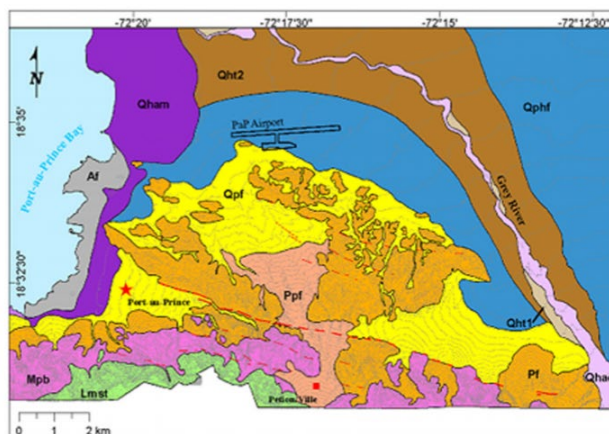 -72°20'
-72°17'30"
-72°15'
-72°12'30"
N
18°35'
18°32'30"
Port-au-Prince Bay
Qham
Qht2
Qphf
PaP Airport
Af
Qpf
Grey River
Port-au-Prince
Ppf
Qht1
Mpb
Lmst
Petion-Ville
Pf
Qhac
0 1 2 km